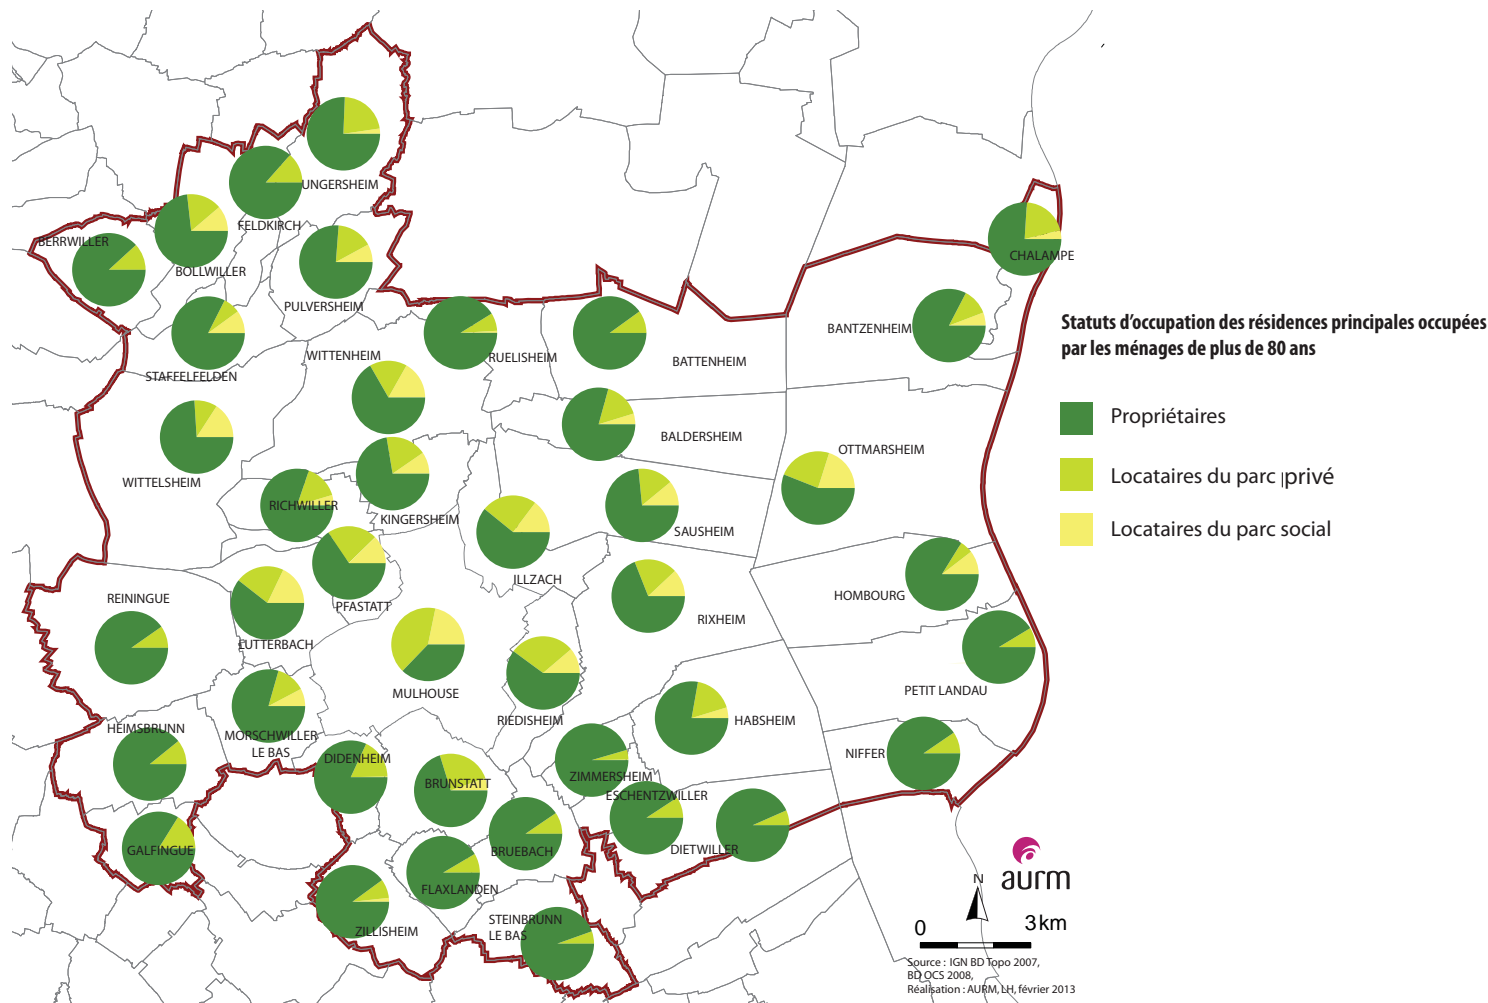 UNGERSHEIM
FELDKIRCH
BERRWILLER
BOLLWILLER
CHALAMPE
PULVERSHEIM
BANTZENHEIM
WITTENHEIM
RUELISHEIM
BATTENHEIM
STAFFELFELDEN
BALDERSHEIM
OTTMARSHEIM
WITTELSHEIM
RICHWILLER
KINGERSHEIM
SAUSHEIM
ILLZACH
REININGUE
PFASTATT
HOMBOURG
RIXHEIM
LUTTERBACH
MULHOUSE
PETIT LANDAU
RIEDISHEIM
HABSHEIM
HEIMSBRUNN
MORSCHWILLER
LE BAS
DIDENHEIM
NIFFER
BRUNSTATT
ZIMMERSHEIM
ESCHENTZWILLER
GALFINGUE
BRUEBACH
DIETWILLER
FLAXLANDEN
STEINBRUNN
LE BAS
ZILLISHEIM
Statuts d’occupation des résidences principales occupées
par les ménages de plus de 80 ans
Propriétaires
Locataires du parc privé
Locataires du parc social
aurm
N
0 3 km
Source : IGN BD Topo 2007,
BD OCS 2008,
Réalisation : AURM, LH, février 2013